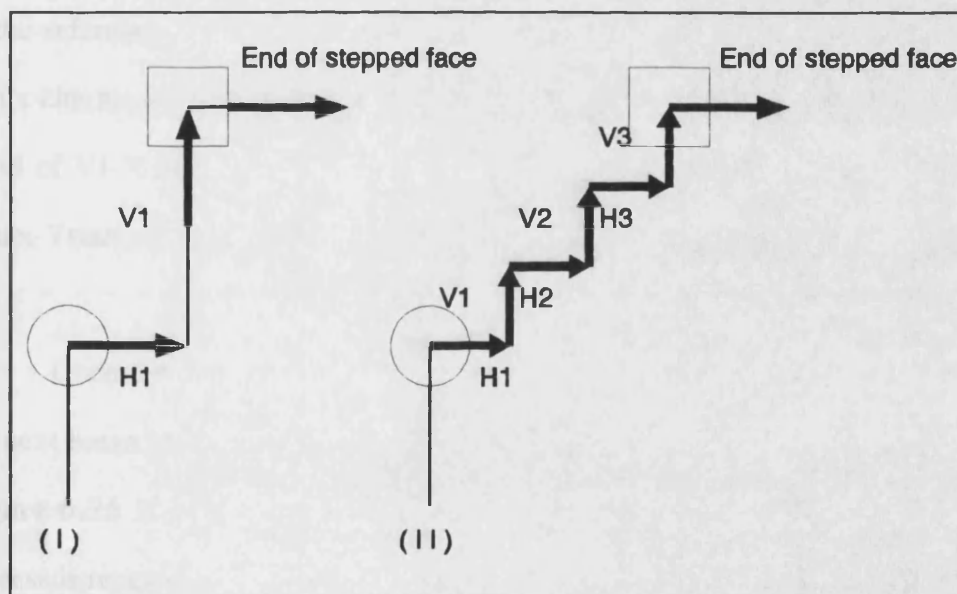 End of stepped face
End of stepped face
V3
V1
V2
H3
V1
H2
H1
H1
(I)
(II)